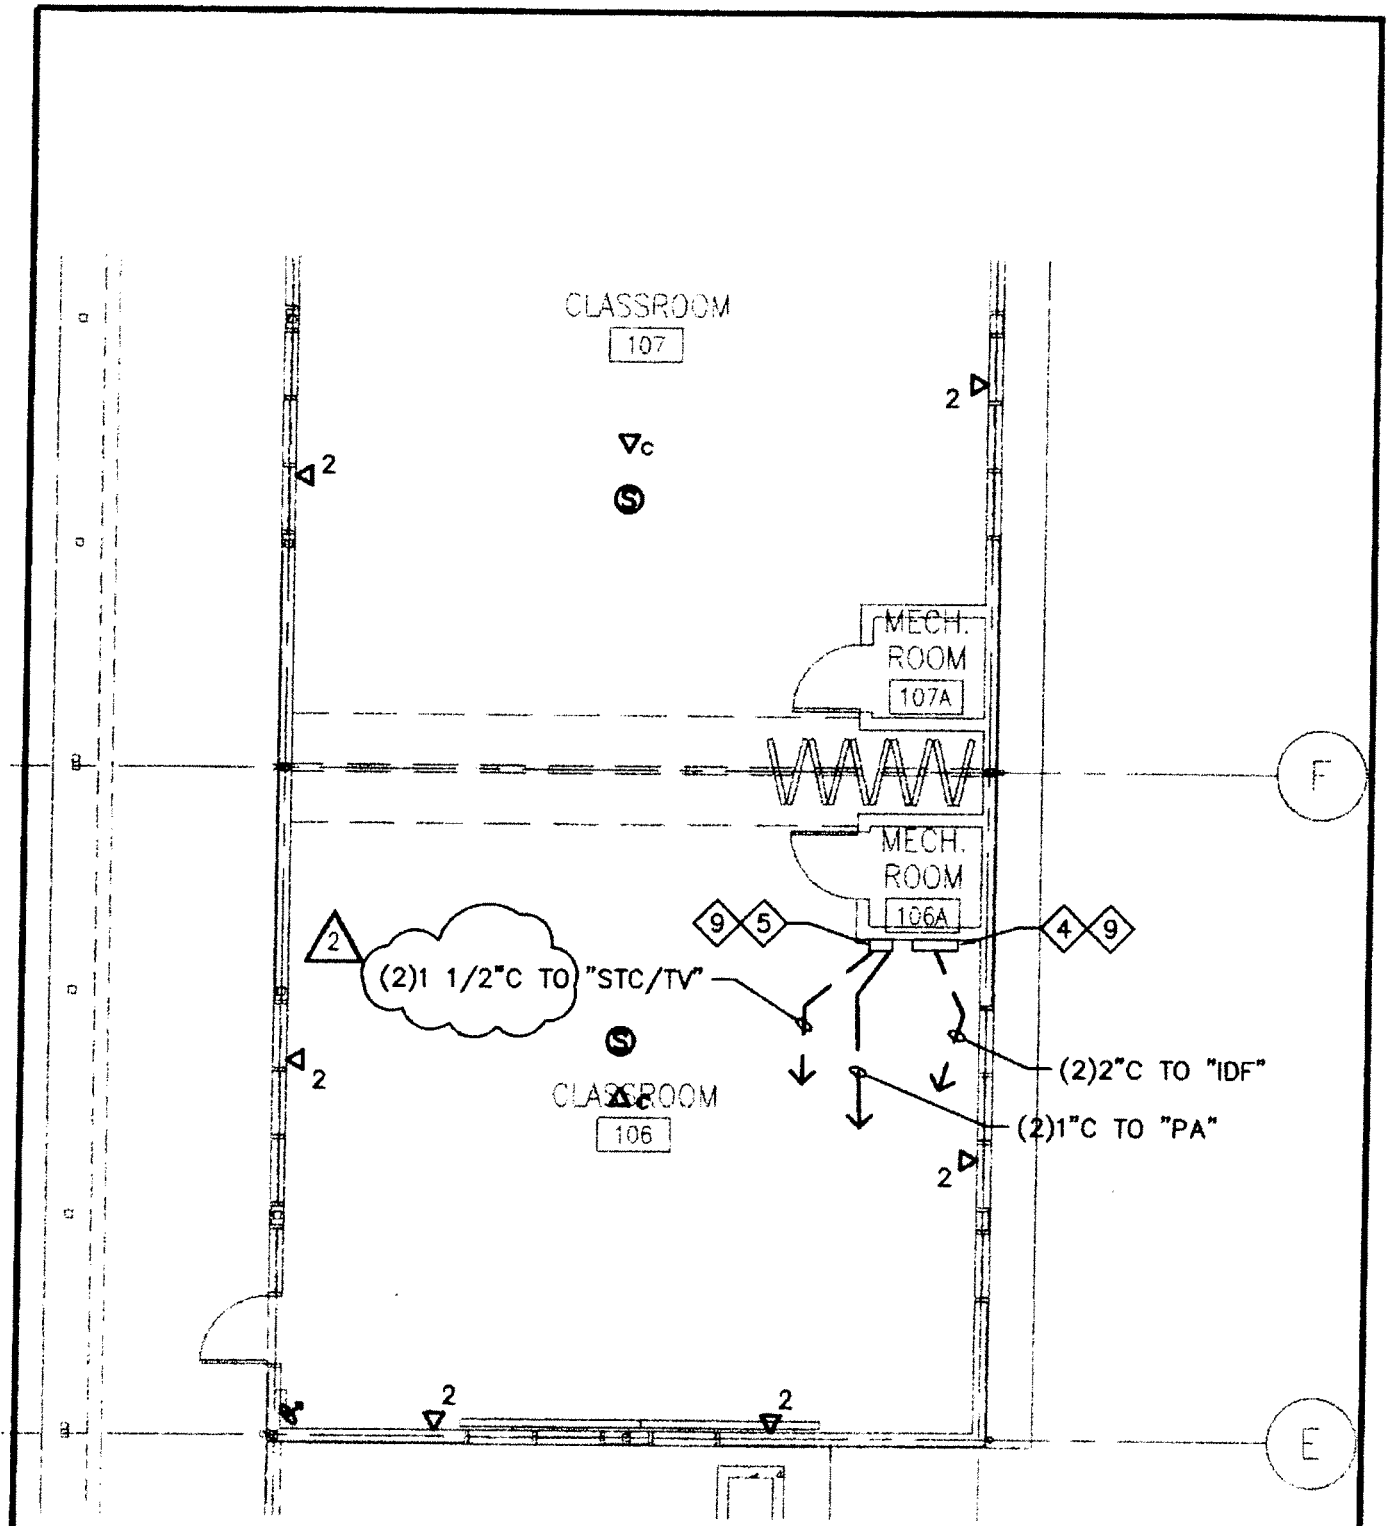 CLASSROOM
107
2
2
C
S
MECH.
ROOM
107A
F
MECH.
ROOM
106A
9 5
4 9
2
(2)1 1/2"C TO "STC/TV"
S
2
(2)2"C TO "IDF"
CLASSROOM
C
106
(2)1"C TO "PA"
2
2
2
E